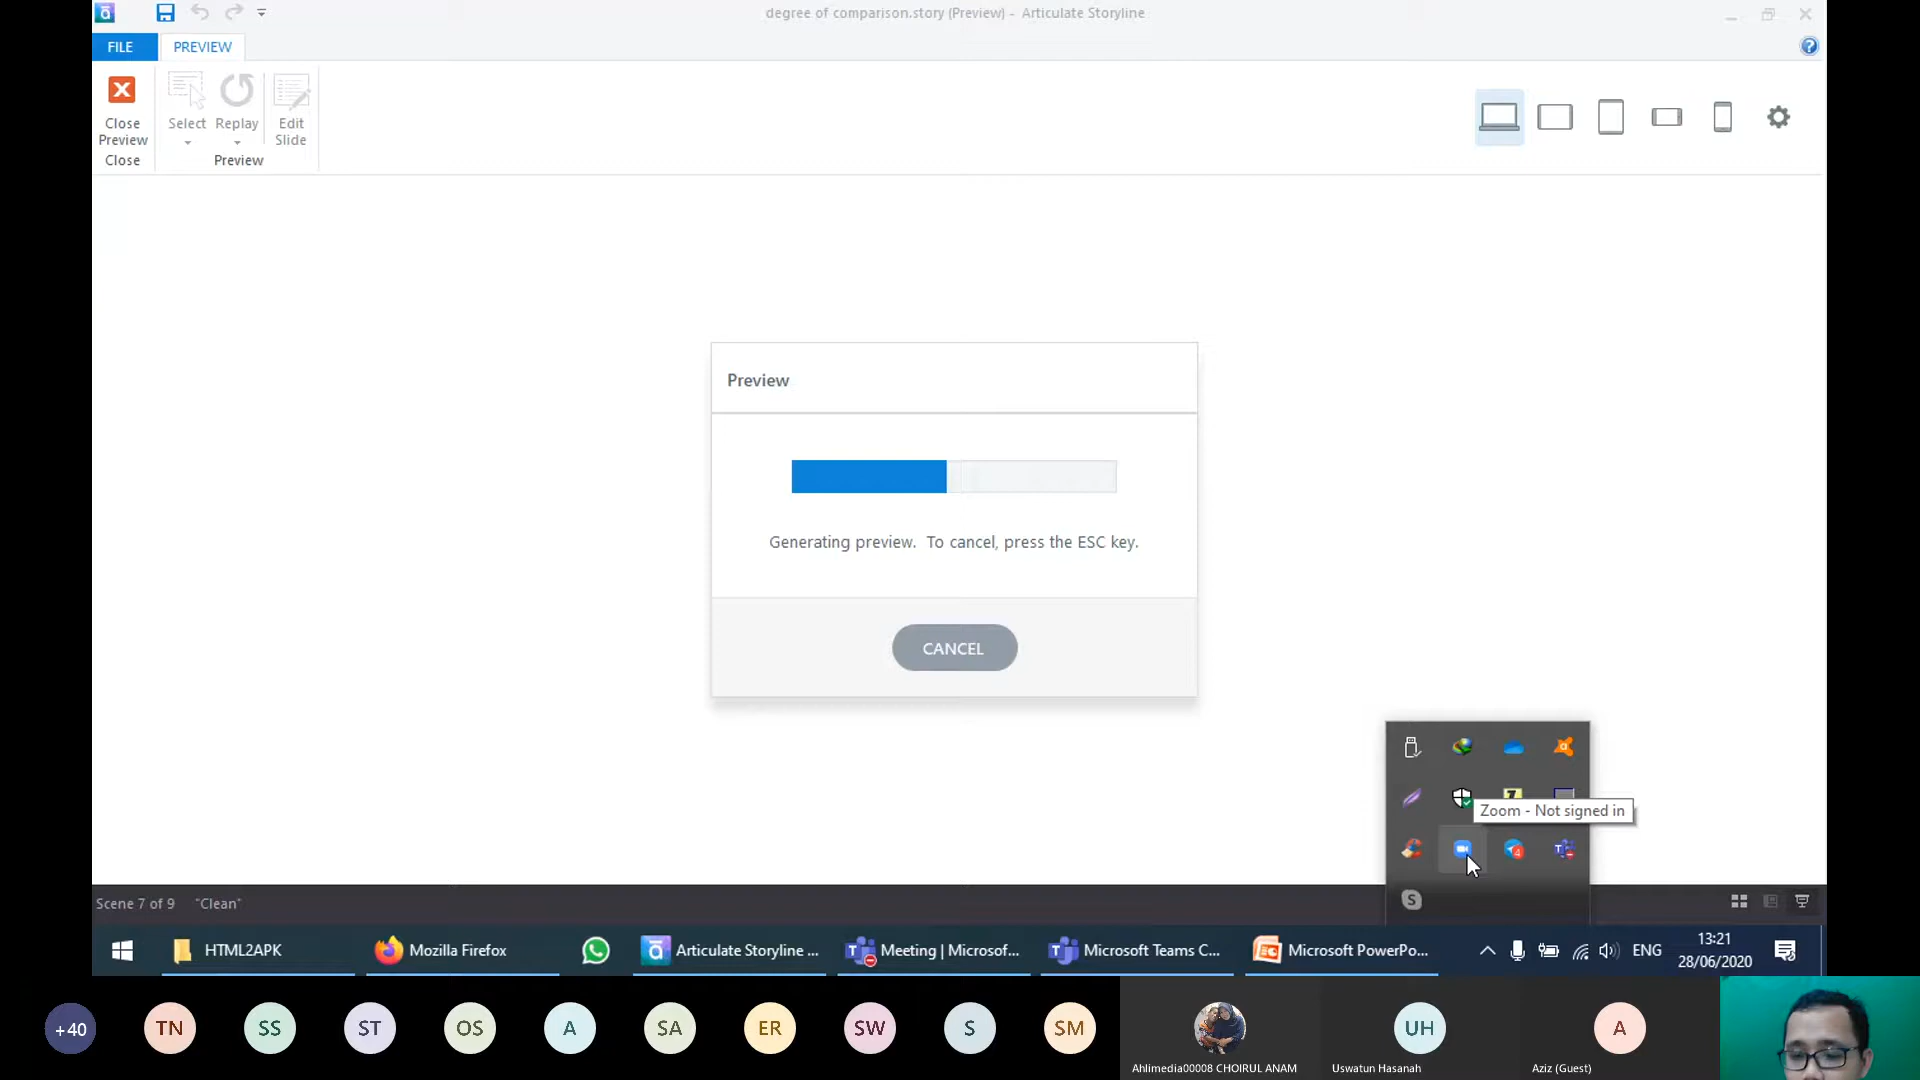 degree of comparison.story (Preview) - Articulate Storyline
FILE
PREVIEW
Close Preview
Select
Replay
Edit Slide
Close
Preview
Preview
Generating preview. To cancel, press the ESC key.
CANCEL
Zoom - Not signed in
4
S
Scene 7 of 9
"Clean"
HTML2APK
Mozilla Firefox
Articulate Storyline ...
Meeting | Microsof...
Microsoft Teams C...
Microsoft PowerPo...
ENG
13:21
28/06/2020
+40
TN
SS
ST
OS
A
SA
ER
SW
S
SM
UH
A
Ahlimedia00008 CHOIRUL ANAM
Uswatun Hasanah
Aziz (Guest)